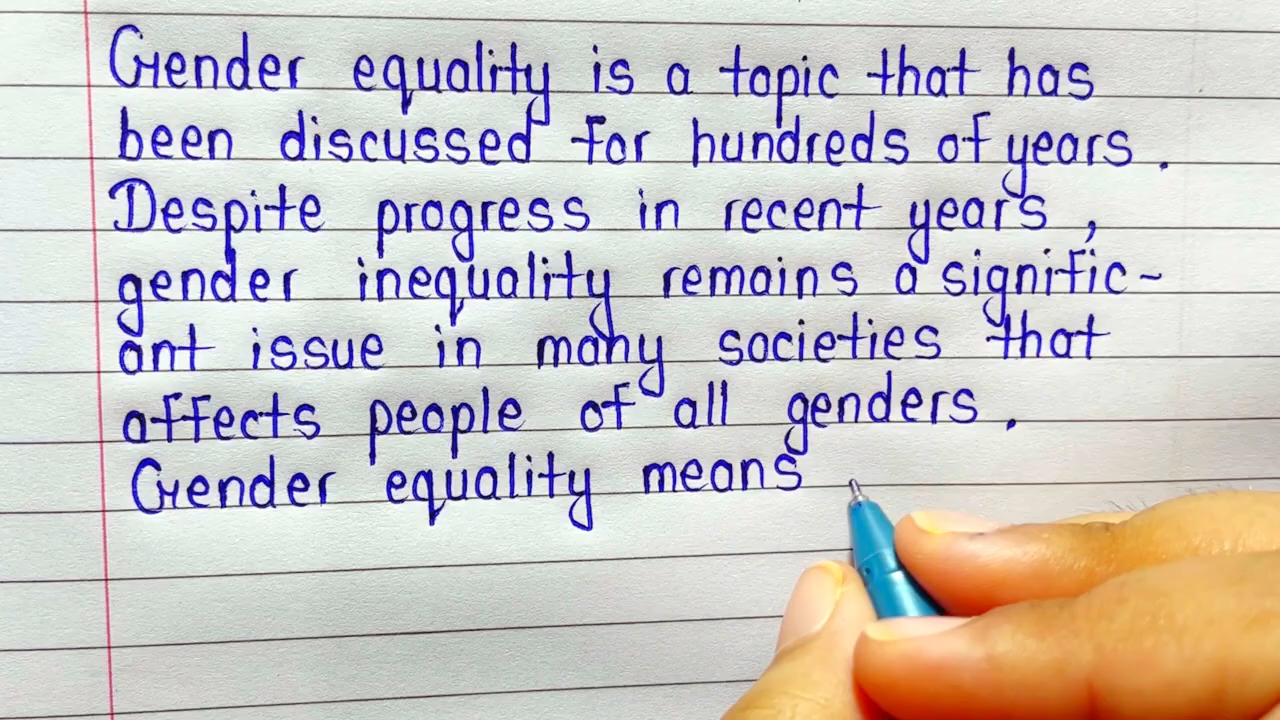 Gender equality is a topic that has
been discussed for hundreds of years.
Despite progress in recent years,
gender inequality remains a signific-
ant issue in many societies that
affects people of all genders.
Gender equality means